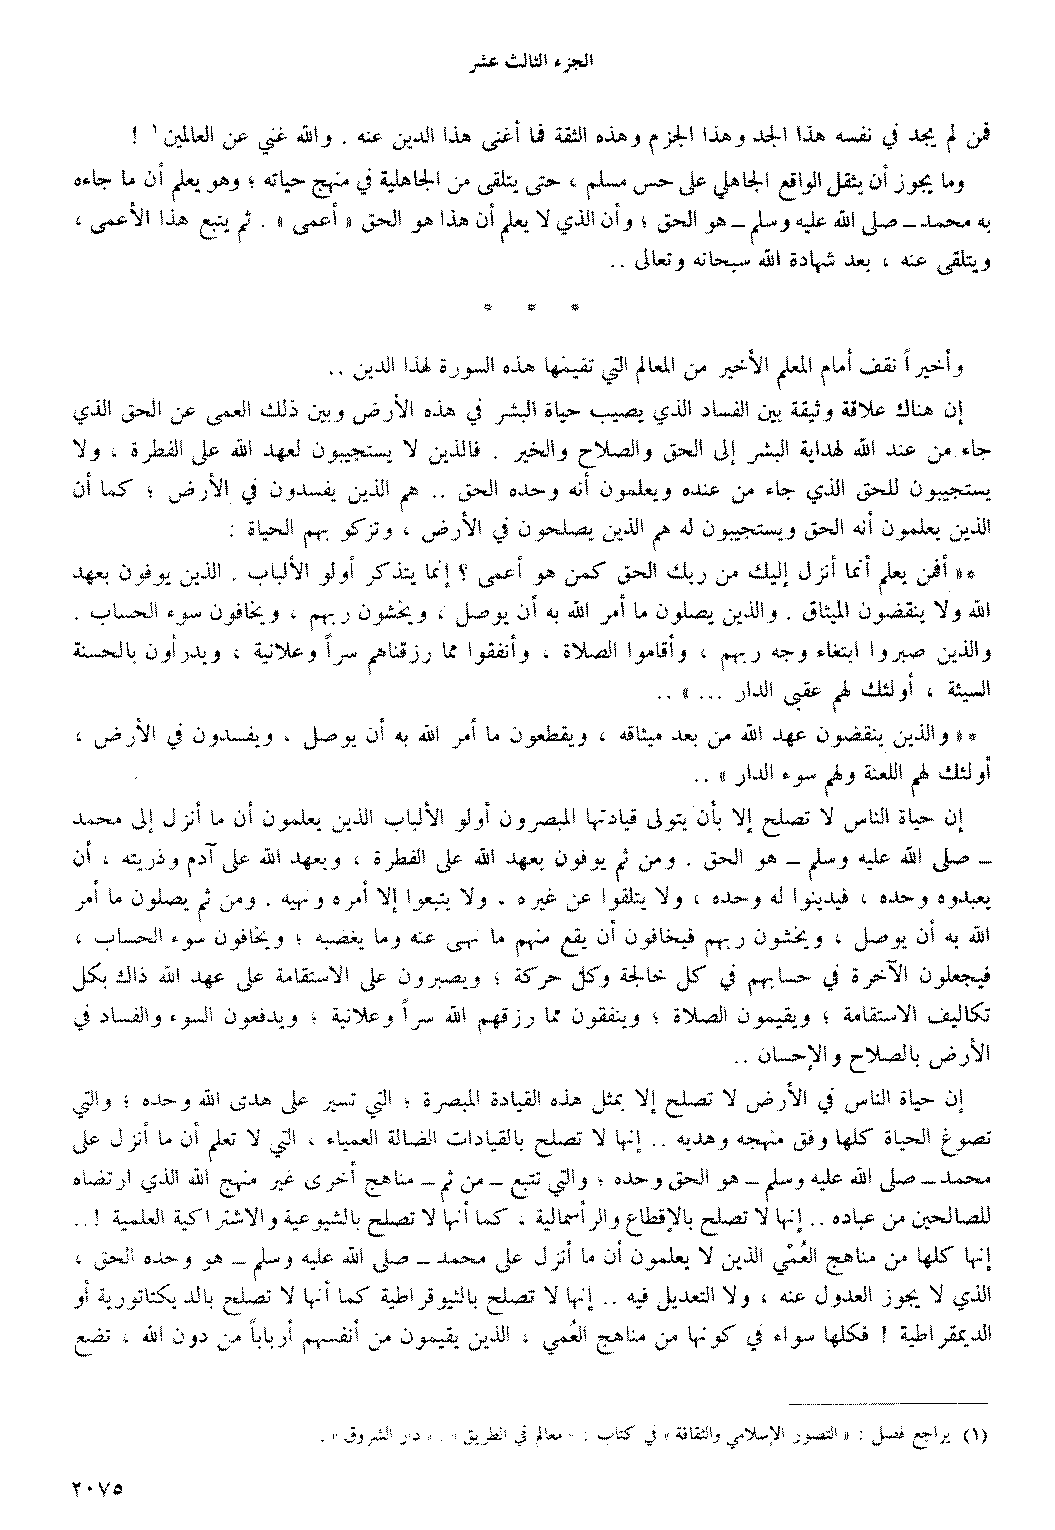 الجزء الثالث عشر
فمن لم يجد في نفسه هذا الجد وهذا الجزم وهذه الثقة فما أغنى هذا الدين عنه . والله غني عن العالمين١ !
وما يجوز أن يثقل الواقع الجاهلي على حس مسلم ، حتى يتلقى من الجاهلية في منهج حياته ؛ وهو يعلم أن ما جاءه
به محمد – صلى الله عليه وسلم – هو الحق ؛ وأن الذي لا يعلم أن هذا هو الحق « أعمى » . ثم يتبع هذا الأعمى ،
ويتلقى عنه ، بعد شهادة الله سبحانه وتعالى ..
* * *
وأخيراً نقف أمام المعلم الأخير من المعالم التي تقيمها هذه السورة لهذا الدين ..
إن هناك علاقة وثيقة بين الفساد الذي يصيب حياة البشر في هذه الأرض وبين ذلك العمى عن الحق الذي
جاء من عند الله لهداية البشر إلى الحق والصلاح والخير . فالذين لا يستجيبون لعهد الله على الفطرة ، ولا
يستجيبون للحق الذي جاء من عنده ويعلمون أنه وحده الحق .. هم الذين يفسدون في الأرض ؛ كما أن
الذين يعلمون أنه الحق ويستجيبون له هم الذين يصلحون في الأرض ، وتزكو بهم الحياة :
«« أفمن يعلم أنما أنزل إليك من ربك الحق كمن هو أعمى ؟ إنما يتذكر أولو الألباب . الذين يوفون بعهد
الله ولا ينقضون الميثاق . والذين يصلون ما أمر الله به أن يوصل ، ويخشون ربهم ، ويخافون سوء الحساب .
والذين صبروا ابتغاء وجه ربهم ، وأقاموا الصلاة ، وأنفقوا مما رزقناهم سراً وعلانية ، ويدرأون بالحسنة
السيئة ، أولئك لهم عقبى الدار ... » ..
«« والذين ينقضون عهد الله من بعد ميثاقه ، ويقطعون ما أمر الله به أن يوصل ، ويفسدون في الأرض ،
أولئك لهم اللعنة ولهم سوء الدار » ..
إن حياة الناس لا تصلح إلا بأن يتولى قيادتها المبصرون أولو الألباب الذين يعلمون أن ما أنزل إلى محمد
– صلى الله عليه وسلم – هو الحق . ومن ثم يوفون بعهد الله على الفطرة ، وبعهد الله على آدم وذريته ، أن
يعبدوه وحده ، فيدينوا له وحده ، ولا يتلقوا عن غيره ، ولا يتبعوا إلا أمره ونهيه . ومن ثم يصلون ما أمر
الله به أن يوصل ، ويخشون ربهم فيخافون أن يقع منهم ما نهى عنه وما يغضبه ؛ ويخافون سوء الحساب ،
فيجعلون الآخرة في حسابهم في كل خالجة وكل حركة ؛ ويصبرون على الاستقامة على عهد الله ذاك بكل
تكاليف الاستقامة ؛ ويقيمون الصلاة ؛ وينفقون مما رزقهم الله سراً وعلانية ؛ ويدفعون السوء والفساد في
الأرض بالصلاح والإحسان ..
إن حياة الناس في الأرض لا تصلح إلا بمثل هذه القيادة المبصرة ؛ التي تسير على هدى الله وحده ؛ والتي
تصوغ الحياة كلها وفق منهجه وهديه .. إنها لا تصلح بالقيادات الضالة العمياء ، التي لا تعلم أن ما أنزل على
محمد – صلى الله عليه وسلم – هو الحق وحده ؛ والتي تتبع – من ثم – مناهج أخرى غير منهج الله الذي ارتضاه
للصالحين من عباده .. إنها لا تصلح بالإقطاع والرأسمالية ، كما أنها لا تصلح بالشيوعية والاشتراكية العلمية ! ..
إنها كلها من مناهج العُمْي الذين لا يعلمون أن ما أنزل على محمد – صلى الله عليه وسلم – هو وحده الحق ،
الذي لا يجوز العدول عنه ، ولا التعديل فيه .. إنها لا تصلح بالثيوقراطية كما أنها لا تصلح بالديكتاتورية أو
الديمقراطية ! فكلها سواء في كونها من مناهج العُمي ، الذين يقيمون من أنفسهم أرباباً من دون الله ، تضع
(١) يراجع فصل : « التصور الإسلامي والثقافة » في كتاب : « معالم في الطريق » . « دار الشروق » .
٢٠٧٥